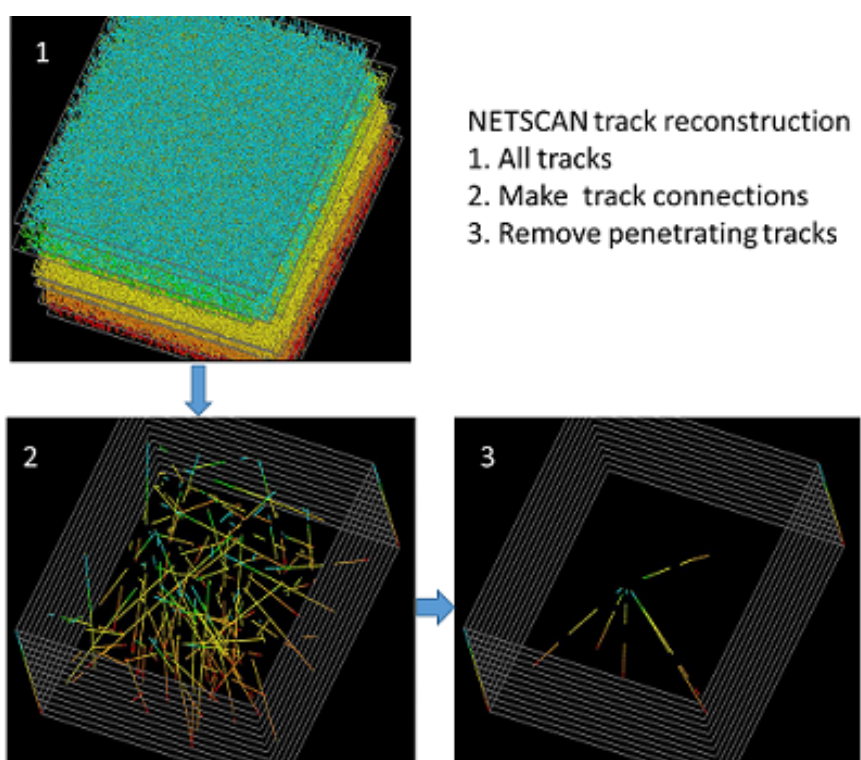 1
NETSCAN track reconstruction
1. All tracks
2. Make track connections
3. Remove penetrating tracks
2
3